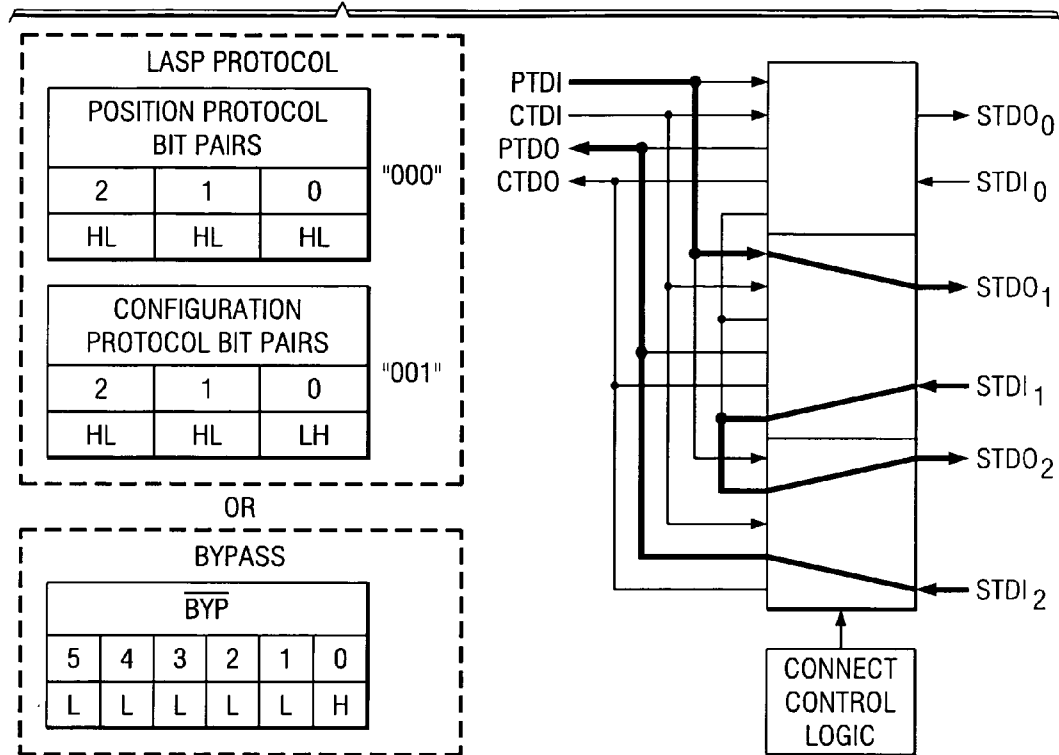 LASP PROTOCOL
POSITION PROTOCOL
BIT PAIRS
2 1 0
HL HL HL
"000"
CONFIGURATION
PROTOCOL BIT PAIRS
2 1 0
HL HL LH
"001"
OR
BYPASS
BYP
5 4 3 2 1 0
L L L L L H
PTDI
CTDI
PTDO
CTDO
STDO0
STDI0
STDO1
STDI1
STDO2
STDI2
CONNECT
CONTROL
LOGIC